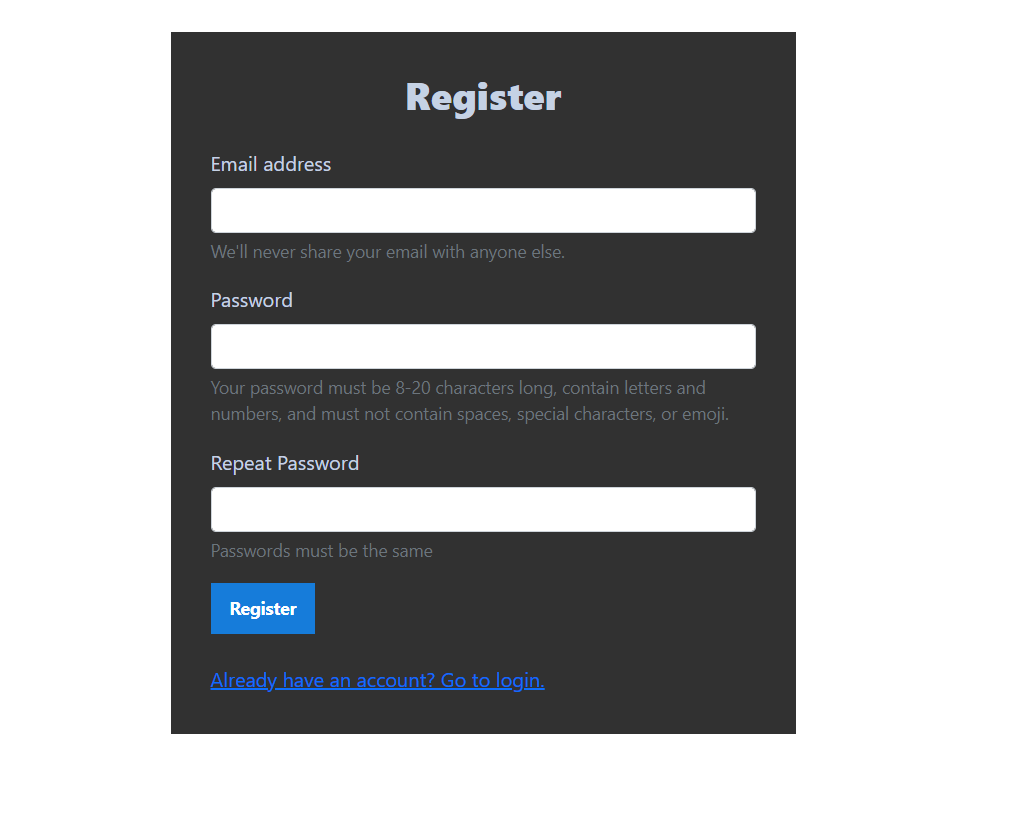 Register
Email address
We'll never share your email with anyone else.
Password
Your password must be 8-20 characters long, contain letters and
numbers, and must not contain spaces, special characters, or emoji.
Repeat Password
Passwords must be the same
Register
Already have an account? Go to login.